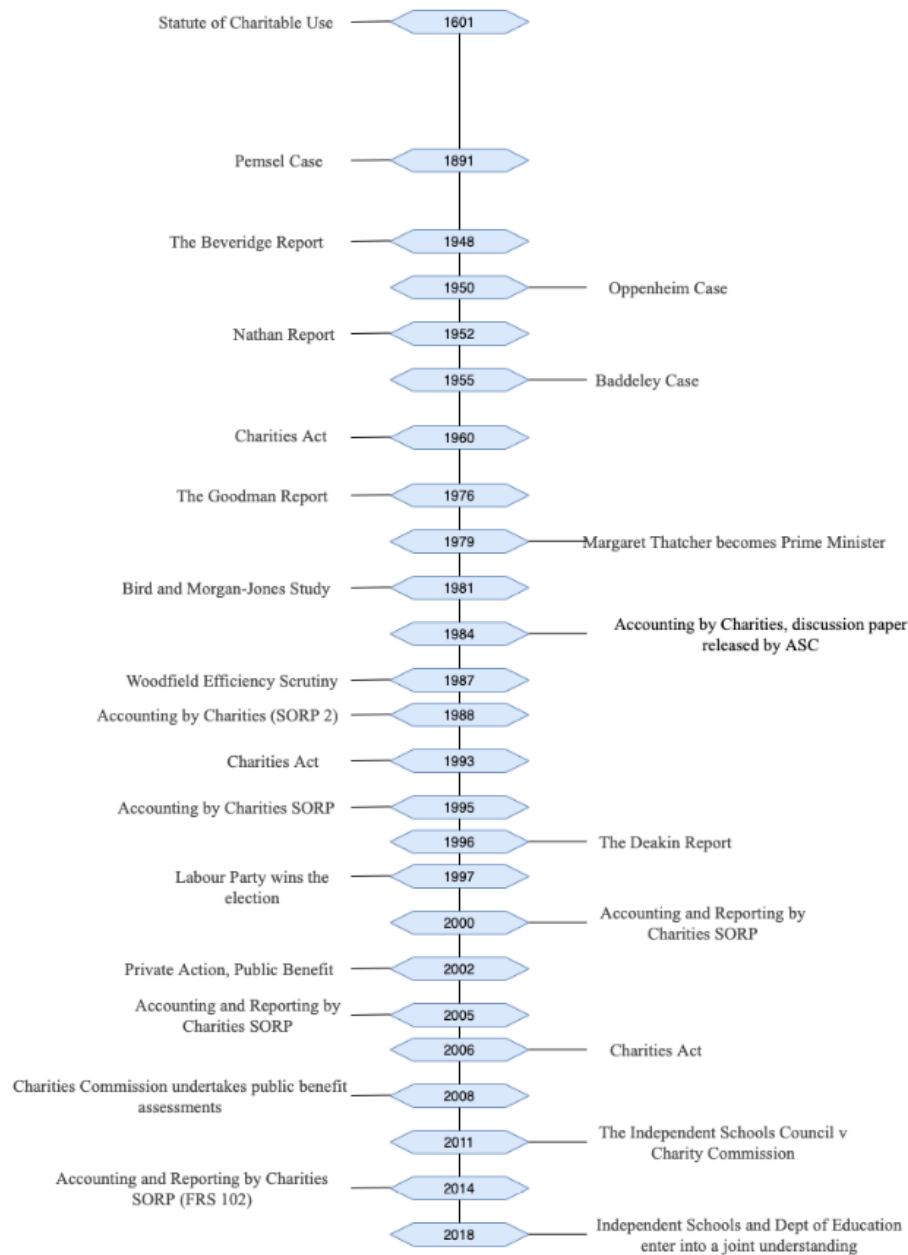 Statute of Charitable Use
1601
Pemsel Case
1891
The Beveridge Report
1948
1950
Oppenheim Case
Nathan Report
1952
1955
Baddeley Case
Charities Act
1960
The Goodman Report
1976
1979
Margaret Thatcher becomes Prime Minister
Bird and Morgan-Jones Study
1981
1984
Accounting by Charities, discussion paper
released by ASC
Woodfield Efficiency Scrutiny
1987
Accounting by Charities (SORP 2)
1988
Charities Act
1993
Accounting by Charities SORP
1995
1996
The Deakin Report
Labour Party wins the
election
1997
2000
Accounting and Reporting by
Charities SORP
Private Action, Public Benefit
2002
Accounting and Reporting by
Charities SORP
2005
2006
Charities Act
Charities Commission undertakes public benefit
assessments
2008
2011
The Independent Schools Council v
Charity Commission
Accounting and Reporting by Charities
SORP (FRS 102)
2014
2018
Independent Schools and Dept of Education
enter into a joint understanding